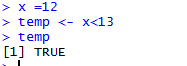 > x =12
> temp <- x<13
> temp
[1] TRUE
>